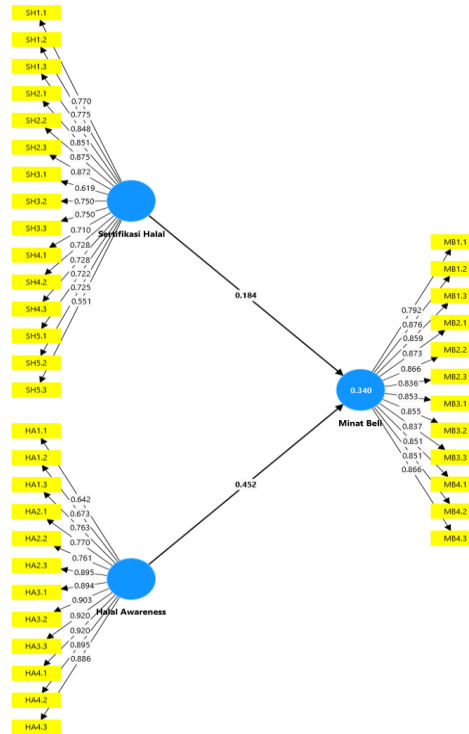 SH1.1
SH1.2
SH1.3
SH2.1
SH2.2
SH2.3
SH3.1
SH3.2
SH3.3
SH4.1
SH4.2
SH4.3
SH5.1
SH5.2
SH5.3
0.770
0.775
0.848
0.851
0.875
0.872
0.619
0.750
0.750
0.710
0.728
0.728
0.722
0.725
0.551
Sertifikasi Halal
0.184
HA1.1
HA1.2
HA1.3
HA2.1
HA2.2
HA2.3
HA3.1
HA3.2
HA3.3
HA4.1
HA4.2
HA4.3
0.642
0.673
0.763
0.770
0.761
0.895
0.894
0.903
0.920
0.920
0.895
0.886
Halal Awareness
0.452
0.340
Minat Beli
0.792
0.876
0.859
0.873
0.866
0.836
0.853
0.855
0.837
0.851
0.851
0.866
MB1.1
MB1.2
MB1.3
MB2.1
MB2.2
MB2.3
MB3.1
MB3.2
MB3.3
MB4.1
MB4.2
MB4.3